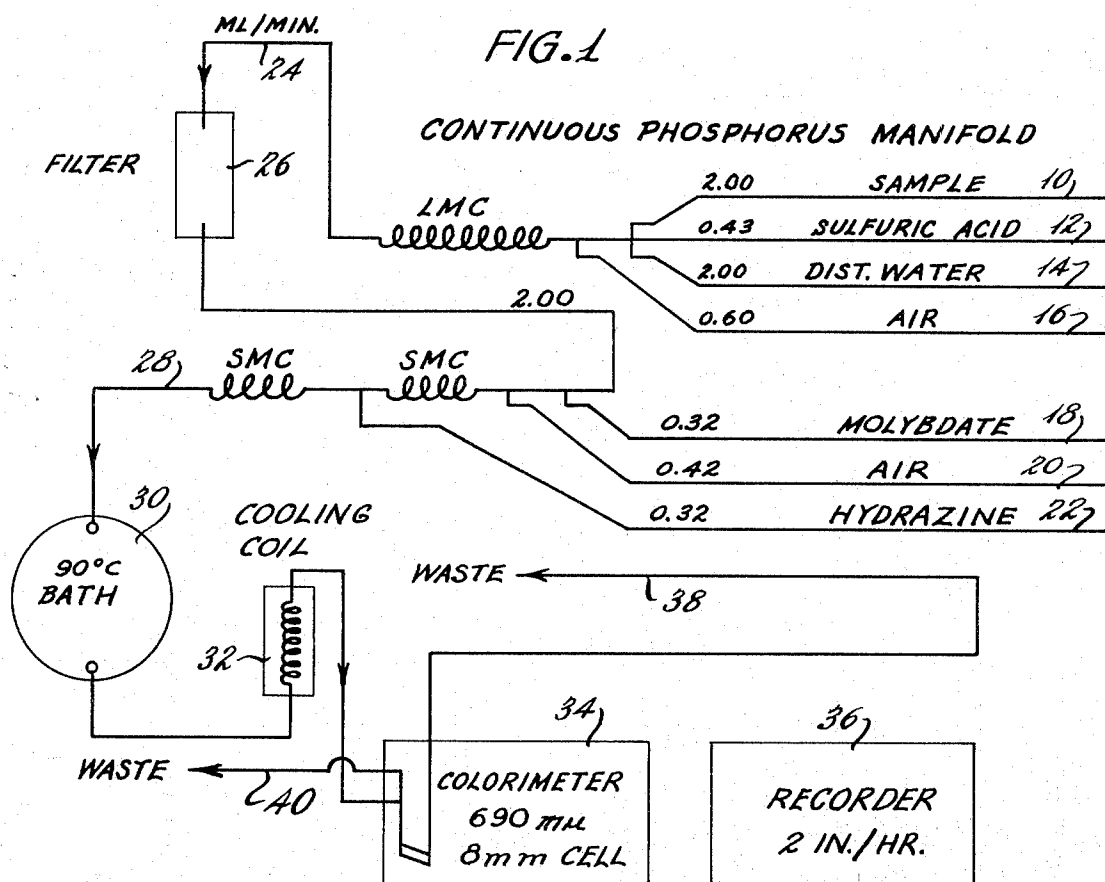 FIG.1
ML/MIN.
24
CONTINUOUS PHOSPHORUS MANIFOLD
FILTER
26
2.00 SAMPLE 10
LMC
0.43 SULFURIC ACID 12
2.00 DIST. WATER 14
2.00
0.60 AIR 16
28
SMC
SMC
0.32 MOLYBDATE 18
0.42 AIR 20
0.32 HYDRAZINE 22
30
COOLING
COIL
90°C
BATH
WASTE
38
32
34
36
WASTE
40
COLORIMETER
690 mμ
8mm CELL
RECORDER
2 IN./HR.